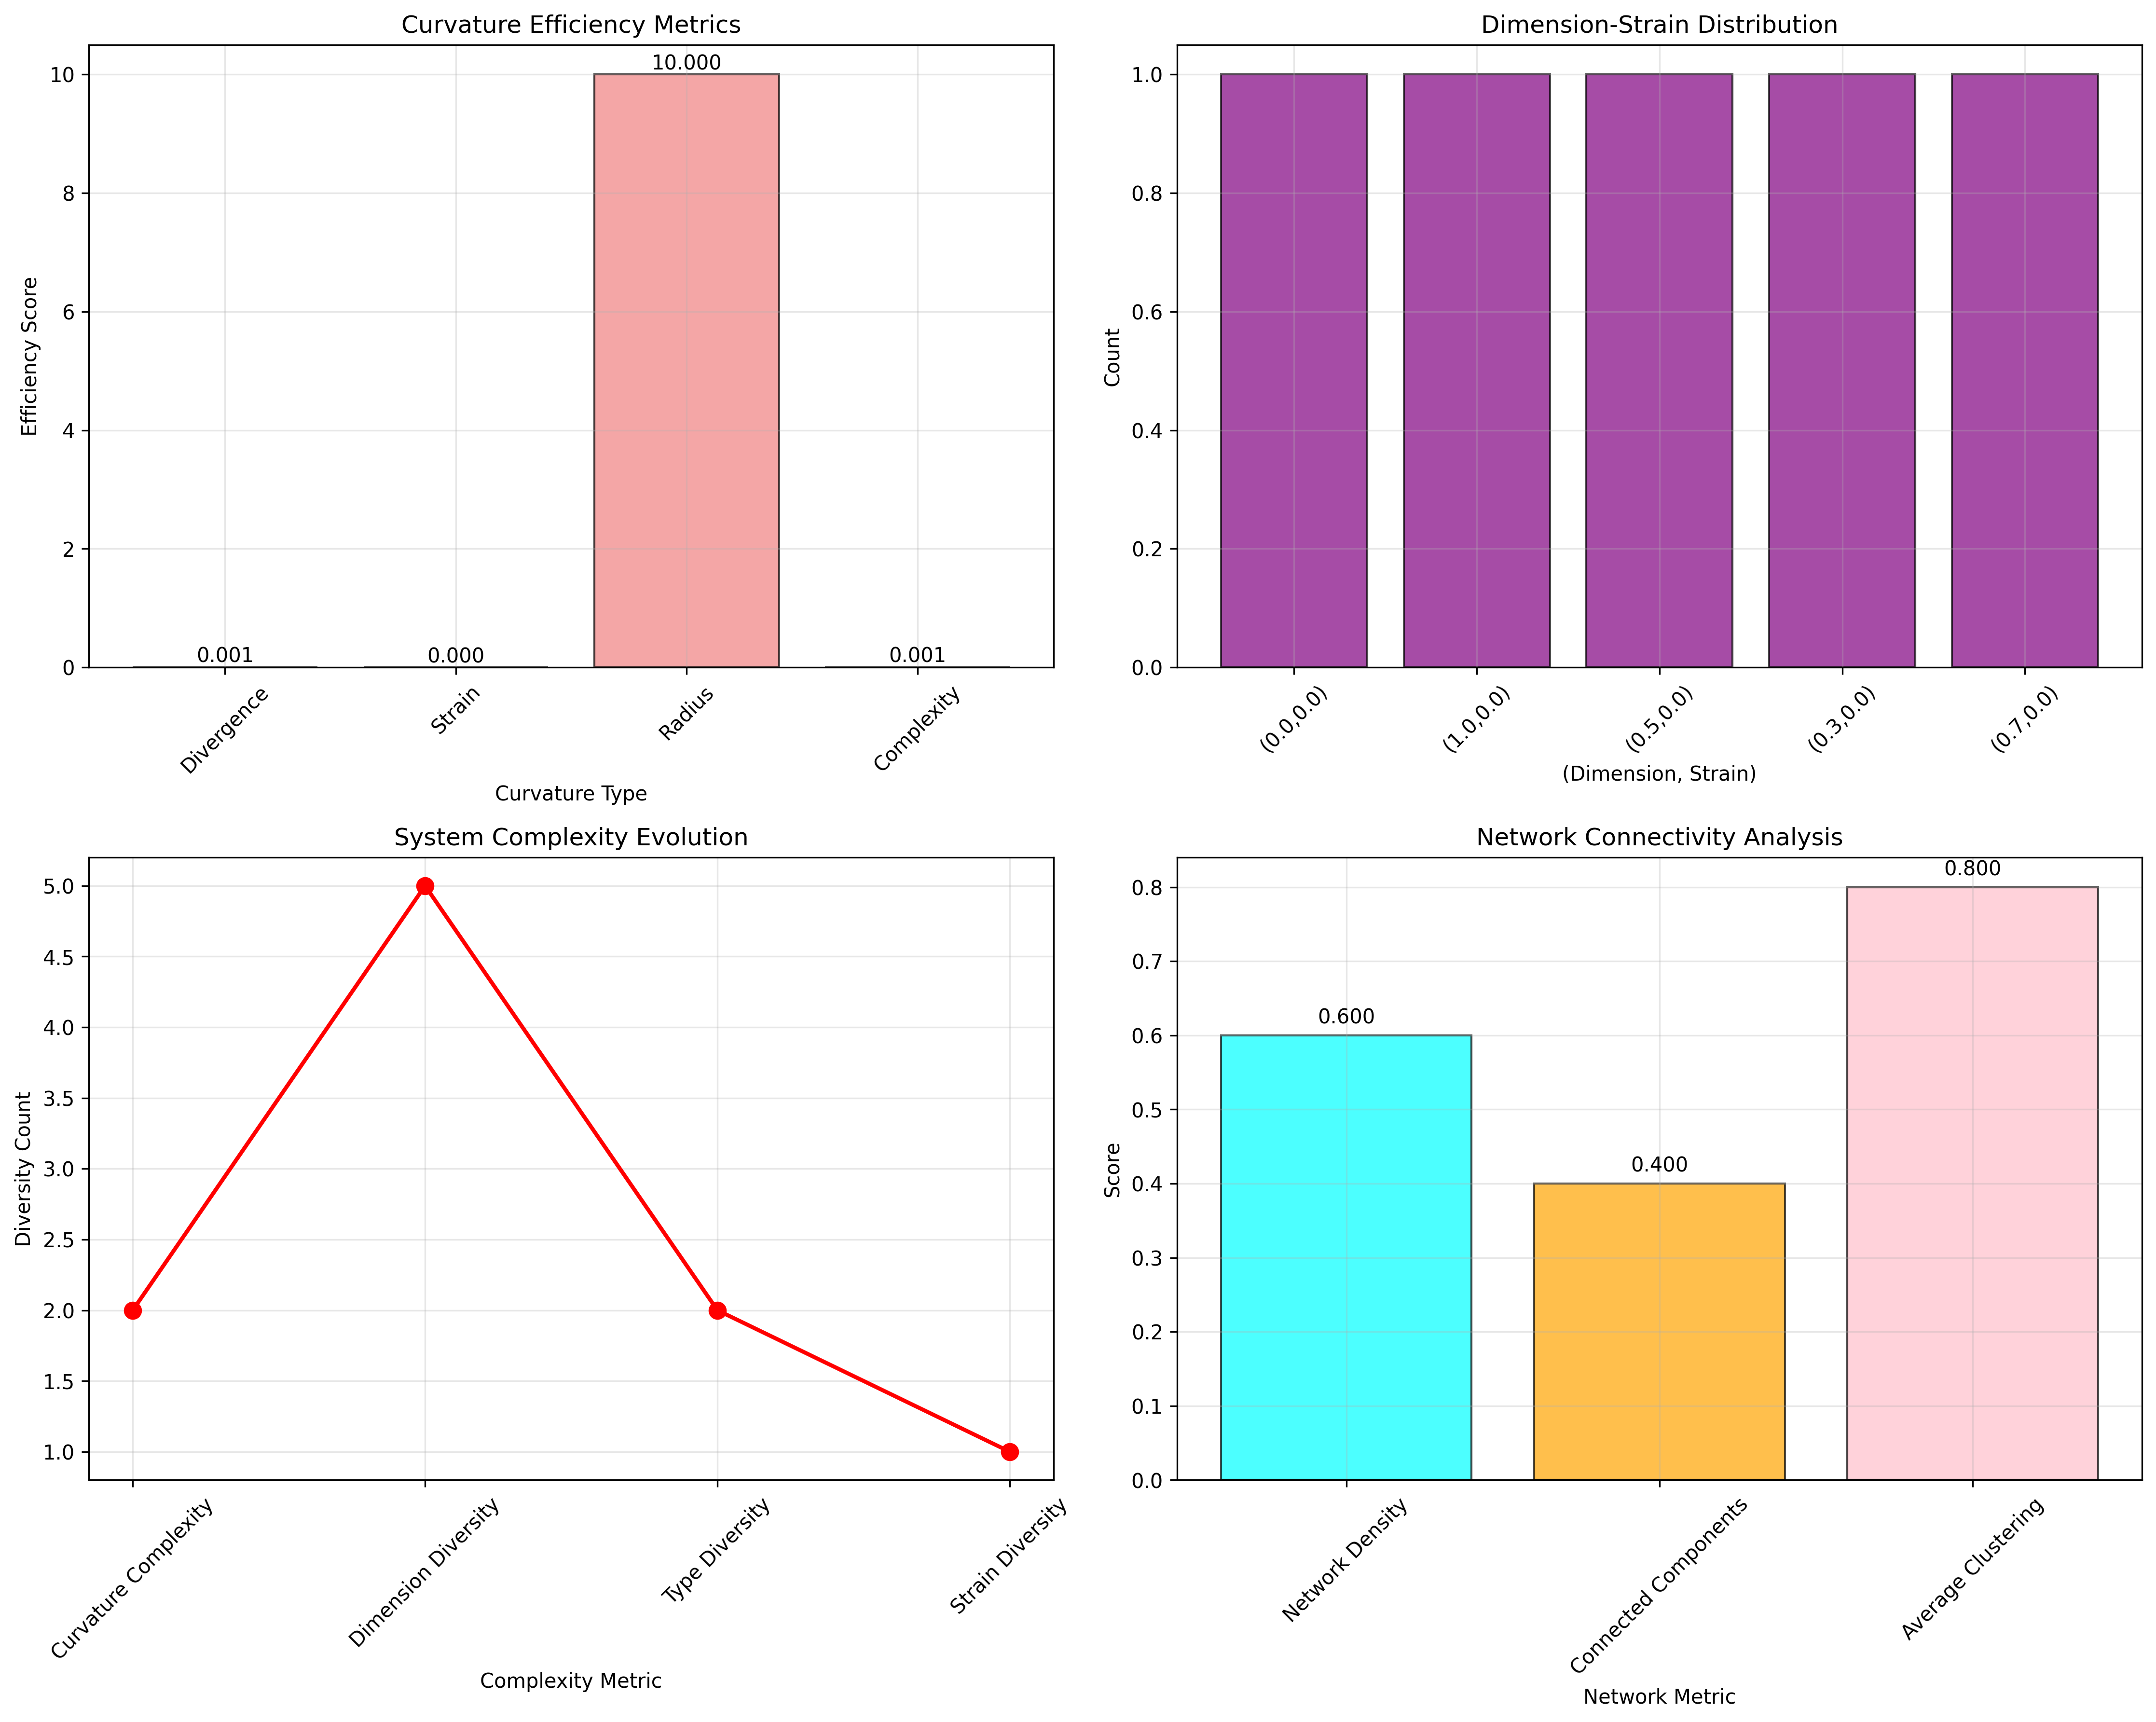 Curvature Efficiency Metrics
Efficiency Score
10
8
6
4
2
0
0.001
0.000
10.000
0.001
Divergence
Strain
Radius
Complexity
Curvature Type
Dimension-Strain Distribution
Count
1.0
0.8
0.6
0.4
0.2
0.0
(0.0,0.0)
(1.0,0.0)
(0.5,0.0)
(0.3,0.0)
(0.7,0.0)
(Dimension, Strain)
System Complexity Evolution
Diversity Count
5.0
4.5
4.0
3.5
3.0
2.5
2.0
1.5
1.0
Curvature Complexity
Dimension Diversity
Type Diversity
Strain Diversity
Complexity Metric
Network Connectivity Analysis
Score
0.8
0.7
0.6
0.5
0.4
0.3
0.2
0.1
0.0
0.600
0.400
0.800
Network Density
Connected Components
Average Clustering
Network Metric